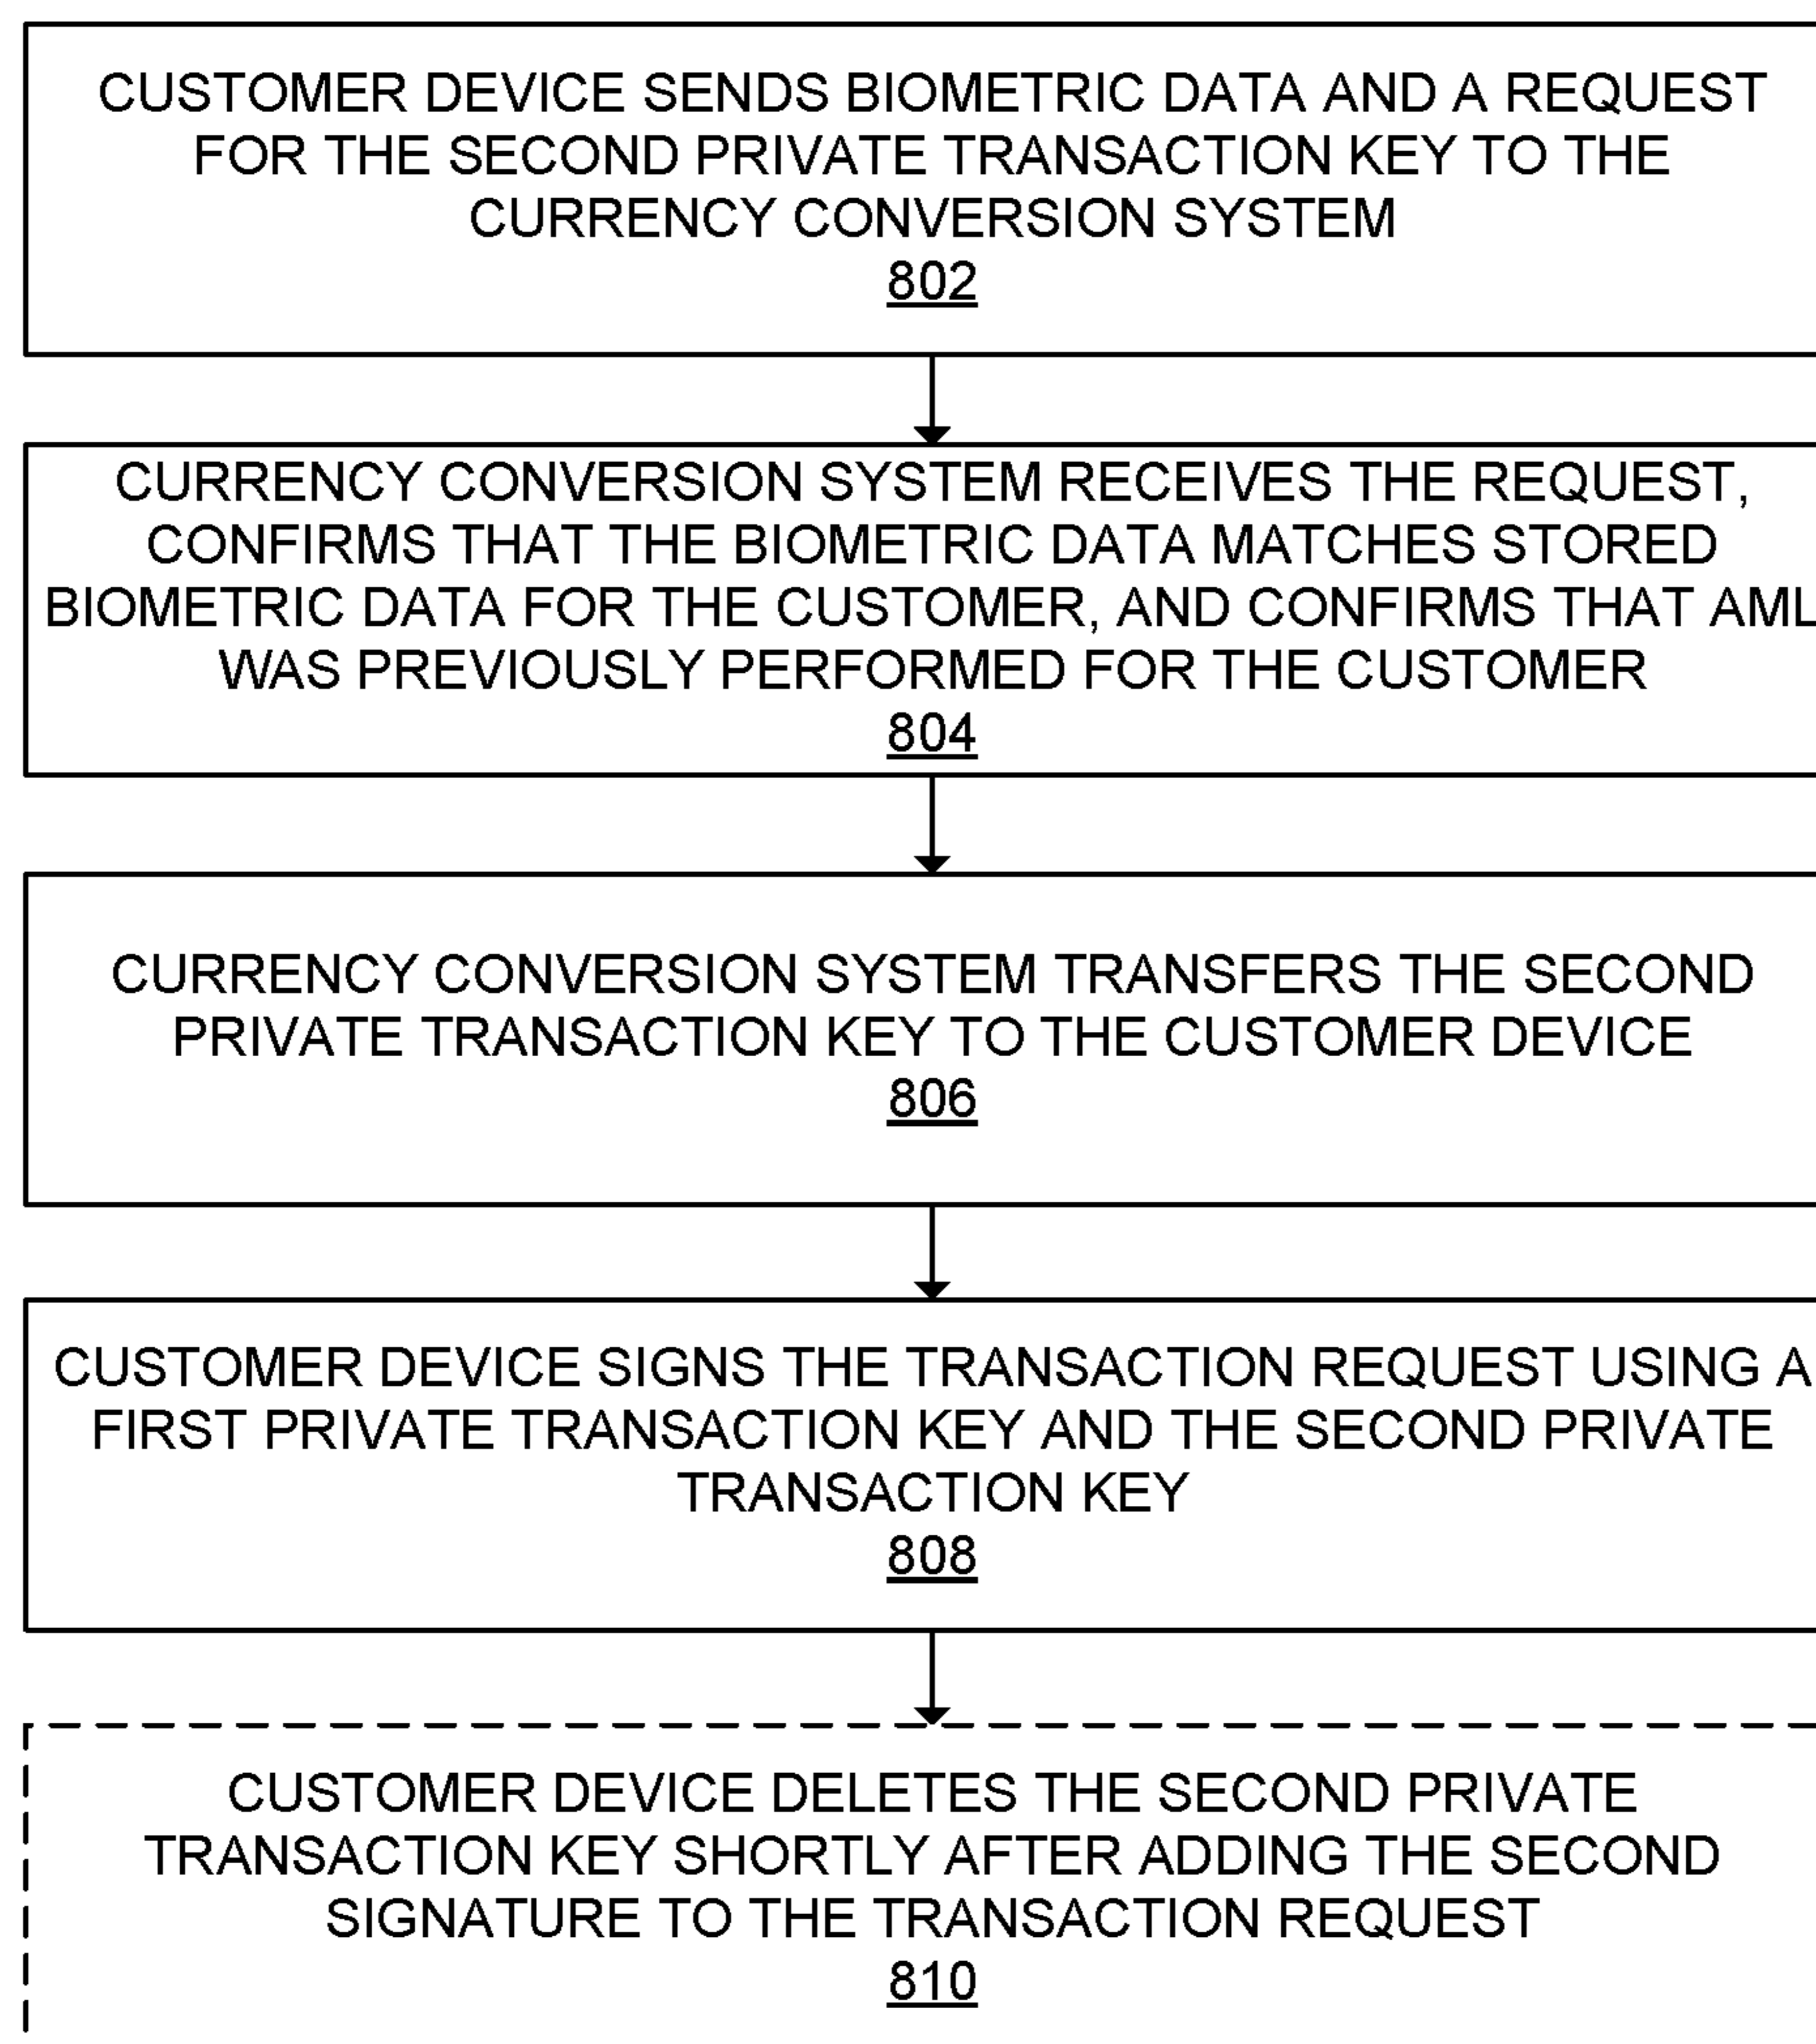 CUSTOMER DEVICE SENDS BIOMETRIC DATA AND A REQUEST
FOR THE SECOND PRIVATE TRANSACTION KEY TO THE
CURRENCY CONVERSION SYSTEM
802
CURRENCY CONVERSION SYSTEM RECEIVES THE REQUEST,
CONFIRMS THAT THE BIOMETRIC DATA MATCHES STORED
BIOMETRIC DATA FOR THE CUSTOMER, AND CONFIRMS THAT AML
WAS PREVIOUSLY PERFORMED FOR THE CUSTOMER
804
CURRENCY CONVERSION SYSTEM TRANSFERS THE SECOND
PRIVATE TRANSACTION KEY TO THE CUSTOMER DEVICE
806
CUSTOMER DEVICE SIGNS THE TRANSACTION REQUEST USING A
FIRST PRIVATE TRANSACTION KEY AND THE SECOND PRIVATE
TRANSACTION KEY
808
CUSTOMER DEVICE DELETES THE SECOND PRIVATE
TRANSACTION KEY SHORTLY AFTER ADDING THE SECOND
SIGNATURE TO THE TRANSACTION REQUEST
810